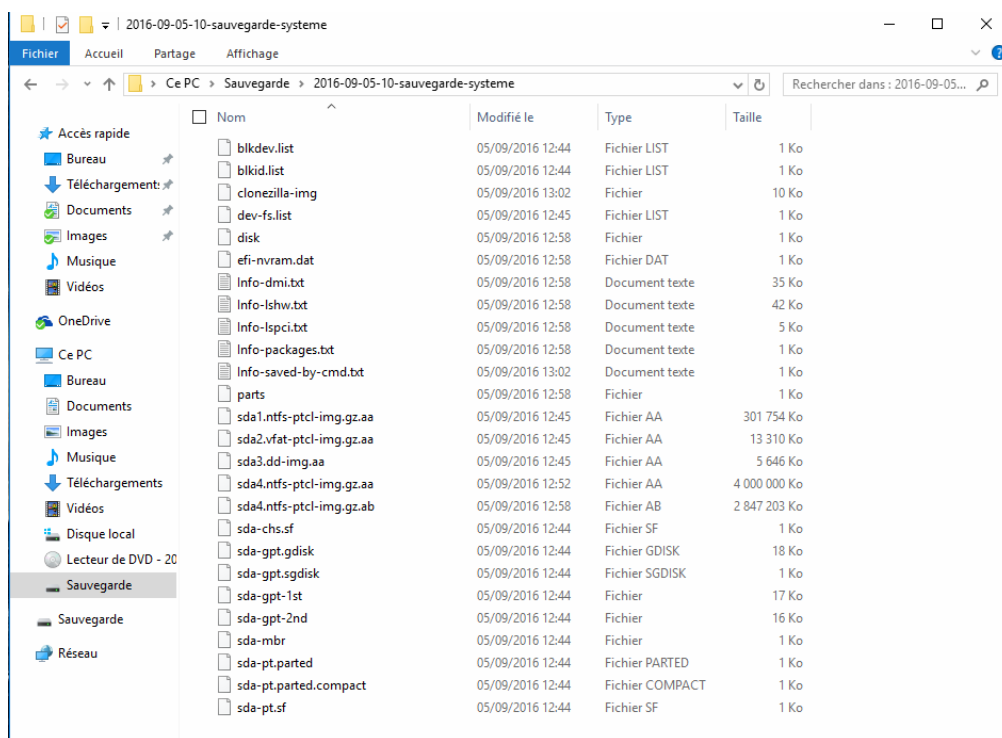 2016-09-05-10-sauvegarde-systeme
Fichier Accueil Partage Affichage
Ce PC > Sauvegarde > 2016-09-05-10-sauvegarde-systeme Rechercher dans : 2016-09-05...
Accès rapide
Bureau
Téléchargement:
Documents
Images
Musique
Vidéos
OneDrive
Ce PC
Bureau
Documents
Images
Musique
Téléchargements
Vidéos
Disque local
Lecteur de DVD - 20
Sauvegarde
Sauvegarde
Réseau
Nom Modifié le Type Taille
blkdev.list 05/09/2016 12:44 Fichier LIST 1 Ko
blkid.list 05/09/2016 12:44 Fichier LIST 1 Ko
clonezilla-img 05/09/2016 13:02 Fichier 10 Ko
dev-fs.list 05/09/2016 12:45 Fichier LIST 1 Ko
disk 05/09/2016 12:58 Fichier 1 Ko
efi-nvram.dat 05/09/2016 12:58 Fichier DAT 1 Ko
Info-dmi.txt 05/09/2016 12:58 Document texte 35 Ko
Info-lshw.txt 05/09/2016 12:58 Document texte 42 Ko
Info-lspci.txt 05/09/2016 12:58 Document texte 5 Ko
Info-packages.txt 05/09/2016 12:58 Document texte 1 Ko
Info-saved-by-cmd.txt 05/09/2016 13:02 Document texte 1 Ko
parts 05/09/2016 12:58 Fichier 1 Ko
sda1.ntfs-ptcl-img.gz.aa 05/09/2016 12:45 Fichier AA 301 754 Ko
sda2.vfat-ptcl-img.gz.aa 05/09/2016 12:45 Fichier AA 13 310 Ko
sda3.dd-img.aa 05/09/2016 12:45 Fichier AA 5 646 Ko
sda4.ntfs-ptcl-img.gz.aa 05/09/2016 12:52 Fichier AA 4 000 000 Ko
sda4.ntfs-ptcl-img.gz.ab 05/09/2016 12:58 Fichier AB 2 847 203 Ko
sda-chs.sf 05/09/2016 12:44 Fichier SF 1 Ko
sda-gpt.gdisk 05/09/2016 12:44 Fichier GDISK 18 Ko
sda-gpt.sgdisk 05/09/2016 12:44 Fichier SGDISK 1 Ko
sda-gpt-1st 05/09/2016 12:44 Fichier 17 Ko
sda-gpt-2nd 05/09/2016 12:44 Fichier 16 Ko
sda-mbr 05/09/2016 12:44 Fichier 1 Ko
sda-pt.parted 05/09/2016 12:44 Fichier PARTED 1 Ko
sda-pt.parted.compact 05/09/2016 12:44 Fichier COMPACT 1 Ko
sda-pt.sf 05/09/2016 12:44 Fichier SF 1 Ko